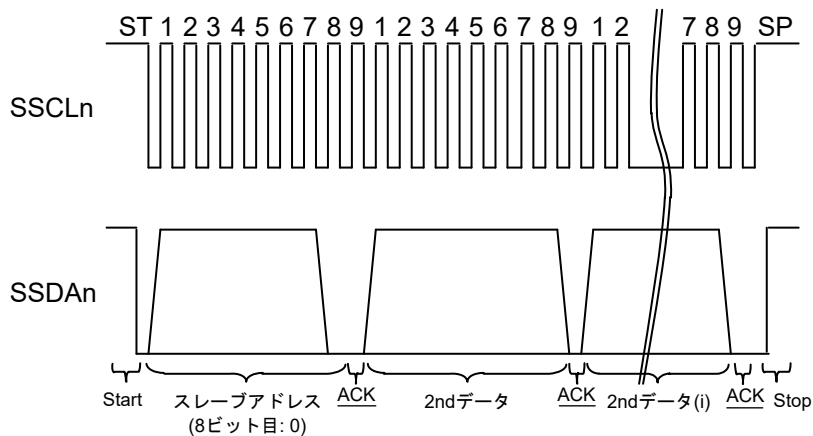 ST 1 2 3 4 5 6 7 8 9 1 2 3 4 5 6 7 8 9 1 2 7 8 9 SP
SSCLn
SSDAn
Start スレーブアドレス ACK 2ndデータ ACK 2ndデータ(i) ACK Stop
(8ビット目: 0)